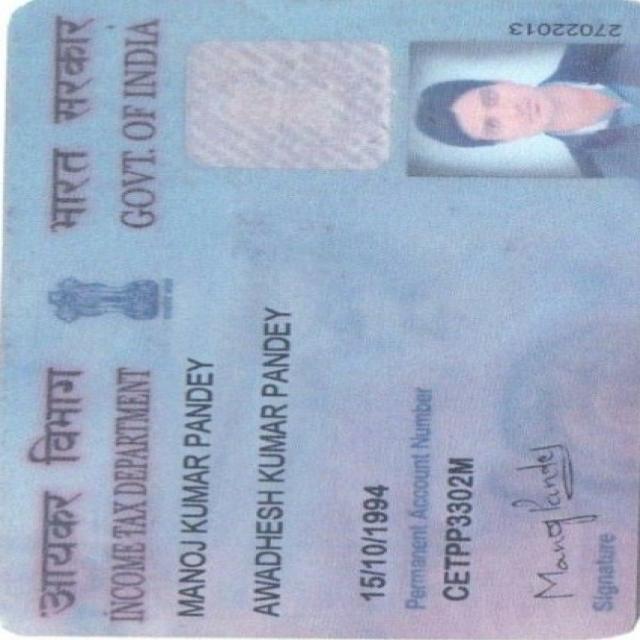 आयकर विभाग
INCOME TAX DEPARTMENT
भारत सरकार
GOVT. OF INDIA
MANOJ KUMAR PANDEY
AWADHESH KUMAR PANDEY
15/10/1994
Permanent Account Number
CETPP3302M
Manoj Pandey
Signature
27022013